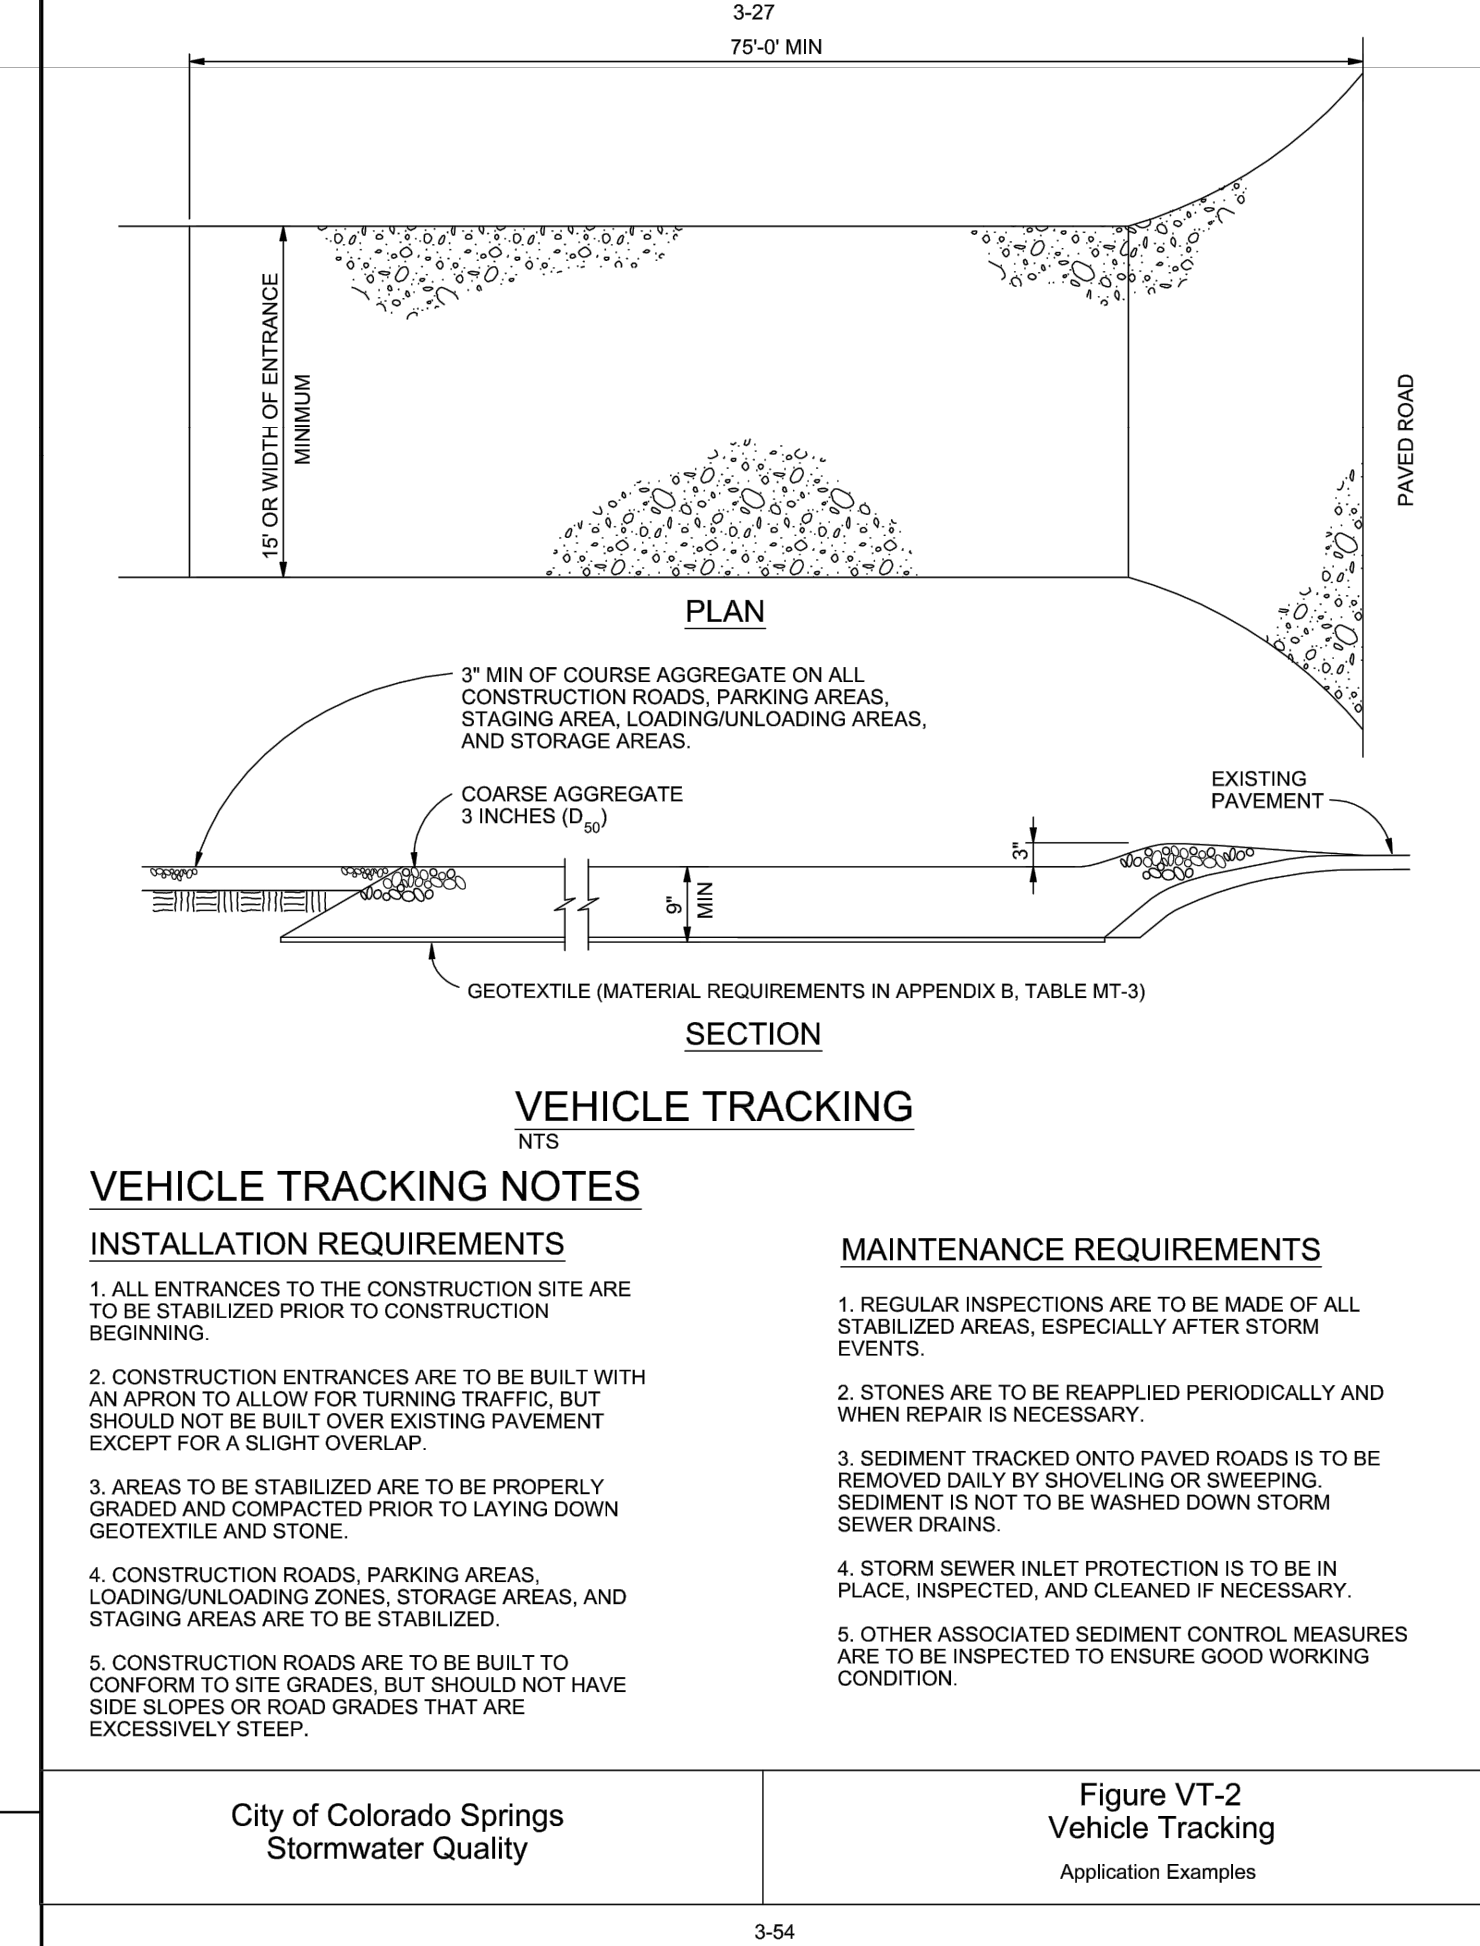 3-27
75'-0' MIN
15' OR WIDTH OF ENTRANCE
MINIMUM
PAVED ROAD
PLAN
3" MIN OF COURSE AGGREGATE ON ALL
CONSTRUCTION ROADS, PARKING AREAS,
STAGING AREA, LOADING/UNLOADING AREAS,
AND STORAGE AREAS.
COARSE AGGREGATE
3 INCHES (D50)
EXISTING
PAVEMENT
3"
9"
MIN
GEOTEXTILE (MATERIAL REQUIREMENTS IN APPENDIX B, TABLE MT-3)
SECTION
VEHICLE TRACKING
NTS
VEHICLE TRACKING NOTES
INSTALLATION REQUIREMENTS
1. ALL ENTRANCES TO THE CONSTRUCTION SITE ARE
TO BE STABILIZED PRIOR TO CONSTRUCTION
BEGINNING.
2. CONSTRUCTION ENTRANCES ARE TO BE BUILT WITH
AN APRON TO ALLOW FOR TURNING TRAFFIC, BUT
SHOULD NOT BE BUILT OVER EXISTING PAVEMENT
EXCEPT FOR A SLIGHT OVERLAP.
3. AREAS TO BE STABILIZED ARE TO BE PROPERLY
GRADED AND COMPACTED PRIOR TO LAYING DOWN
GEOTEXTILE AND STONE.
4. CONSTRUCTION ROADS, PARKING AREAS,
LOADING/UNLOADING ZONES, STORAGE AREAS, AND
STAGING AREAS ARE TO BE STABILIZED.
5. CONSTRUCTION ROADS ARE TO BE BUILT TO
CONFORM TO SITE GRADES, BUT SHOULD NOT HAVE
SIDE SLOPES OR ROAD GRADES THAT ARE
EXCESSIVELY STEEP.
MAINTENANCE REQUIREMENTS
1. REGULAR INSPECTIONS ARE TO BE MADE OF ALL
STABILIZED AREAS, ESPECIALLY AFTER STORM
EVENTS.
2. STONES ARE TO BE REAPPLIED PERIODICALLY AND
WHEN REPAIR IS NECESSARY.
3. SEDIMENT TRACKED ONTO PAVED ROADS IS TO BE
REMOVED DAILY BY SHOVELING OR SWEEPING.
SEDIMENT IS NOT TO BE WASHED DOWN STORM
SEWER DRAINS.
4. STORM SEWER INLET PROTECTION IS TO BE IN
PLACE, INSPECTED, AND CLEANED IF NECESSARY.
5. OTHER ASSOCIATED SEDIMENT CONTROL MEASURES
ARE TO BE INSPECTED TO ENSURE GOOD WORKING
CONDITION.
City of Colorado Springs
Stormwater Quality
Figure VT-2
Vehicle Tracking
Application Examples
3-54